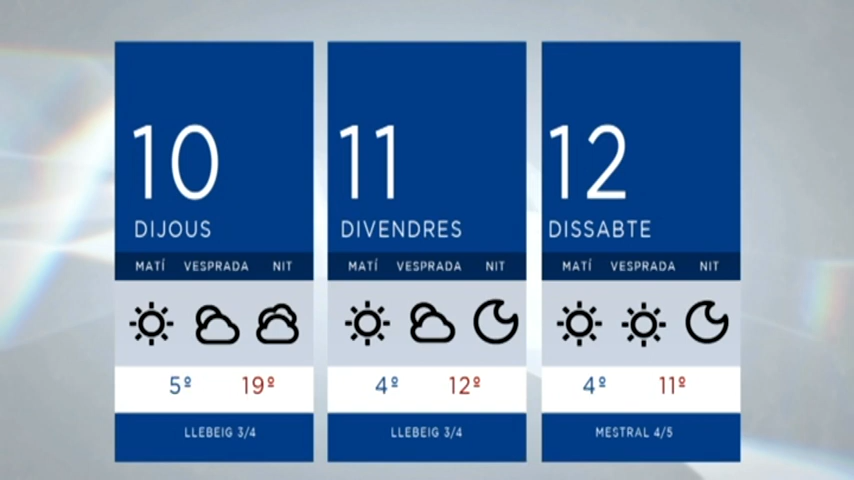 10
DIJOUS
MATÍ VESPRADA NIT
5º 19º
LLEBEIG 3/4
11
DIVENDRES
MATÍ VESPRADA NIT
4º 12º
LLEBEIG 3/4
12
DISSABTE
MATÍ VESPRADA NIT
4º 11º
MESTRAL 4/5